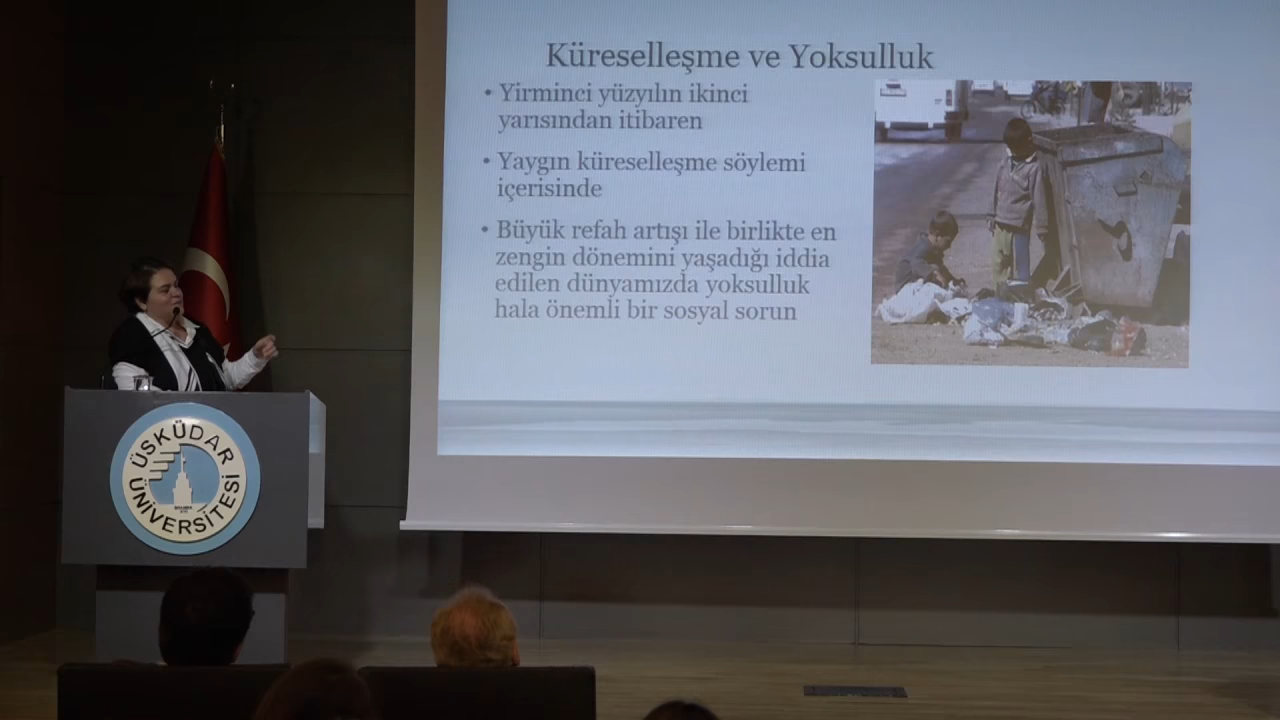 Küreselleşme ve Yoksulluk
• Yirminci yüzyılın ikinci
yarısından itibaren
• Yaygın küreselleşme söylemi
içerisinde
• Büyük refah artışı ile birlikte en
zengin dönemini yaşadığı iddia
edilen dünyamızda yoksulluk
hala önemli bir sosyal sorun
ÜSKÜDAR
ÜNİVERSİTESİ